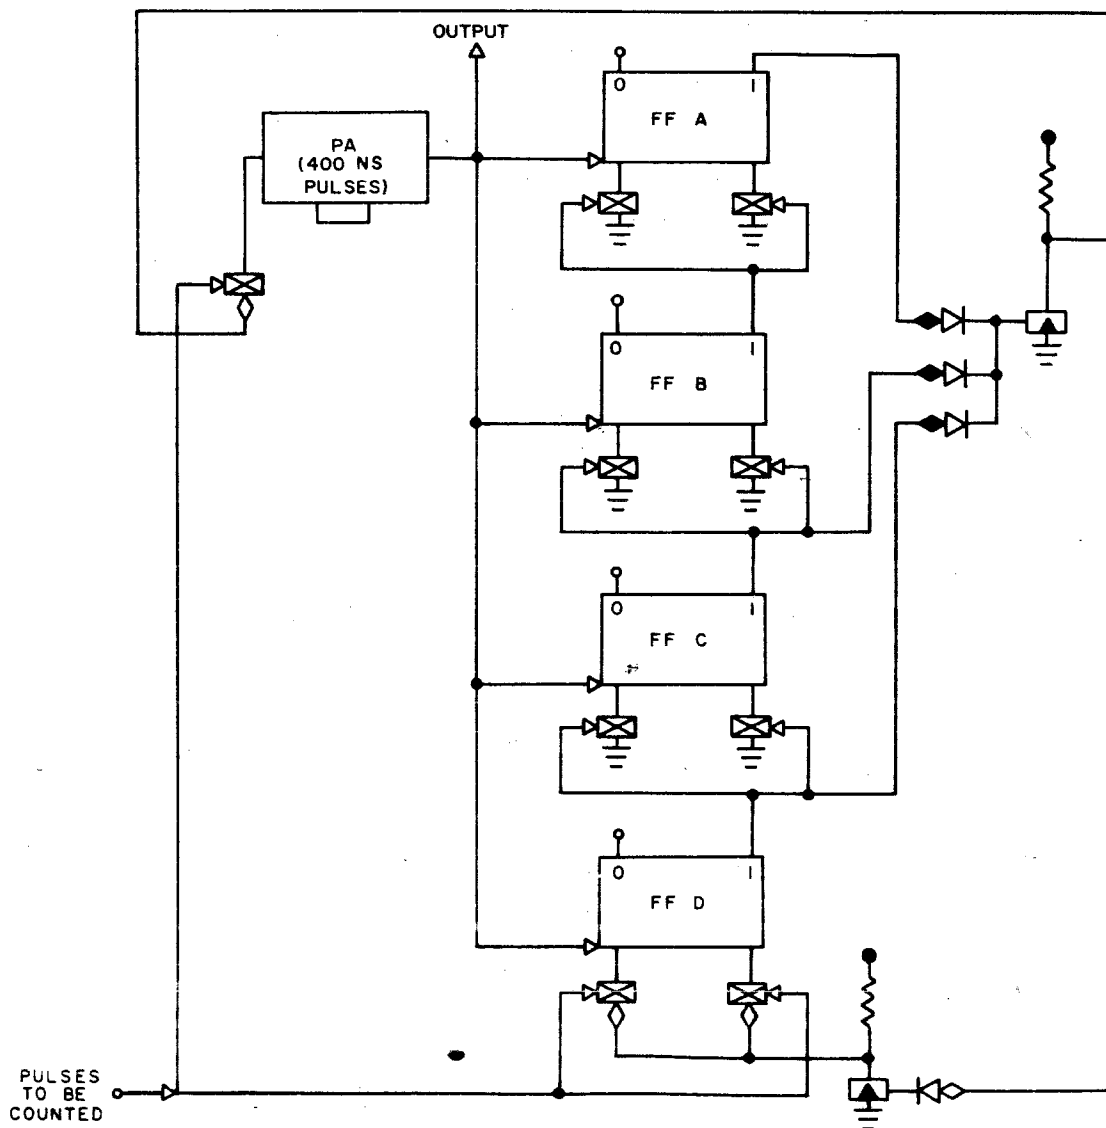 OUTPUT
PA
(400 NS
PULSES)
0 1
FF A
0 1
FF B
0 1
FF C
0 1
FF D
PULSES
TO BE
COUNTED